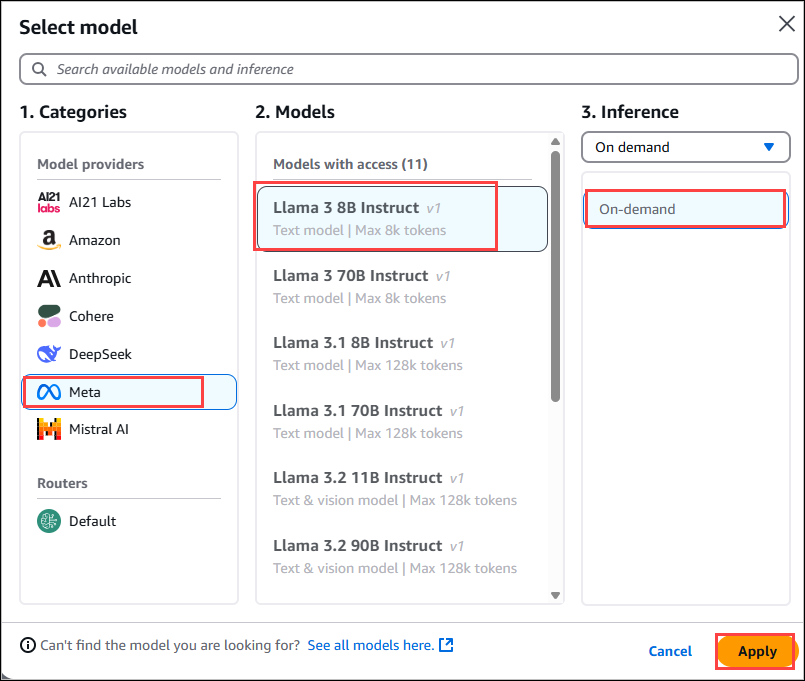 Select model
Search available models and inference
1. Categories
Model providers
AI21 labs AI21 Labs
a Amazon
Anthropic
Cohere
DeepSeek
Meta
Mistral AI
Routers
Default
2. Models
Models with access (11)
Llama 3 8B Instruct v1
Text model | Max 8k tokens
Llama 3 70B Instruct v1
Text model | Max 8k tokens
Llama 3.1 8B Instruct v1
Text model | Max 128k tokens
Llama 3.1 70B Instruct v1
Text model | Max 128k tokens
Llama 3.2 11B Instruct v1
Text & vision model | Max 128k tokens
Llama 3.2 90B Instruct v1
Text & vision model | Max 128k tokens
3. Inference
On demand
On-demand
Can't find the model you are looking for? See all models here.
Cancel
Apply